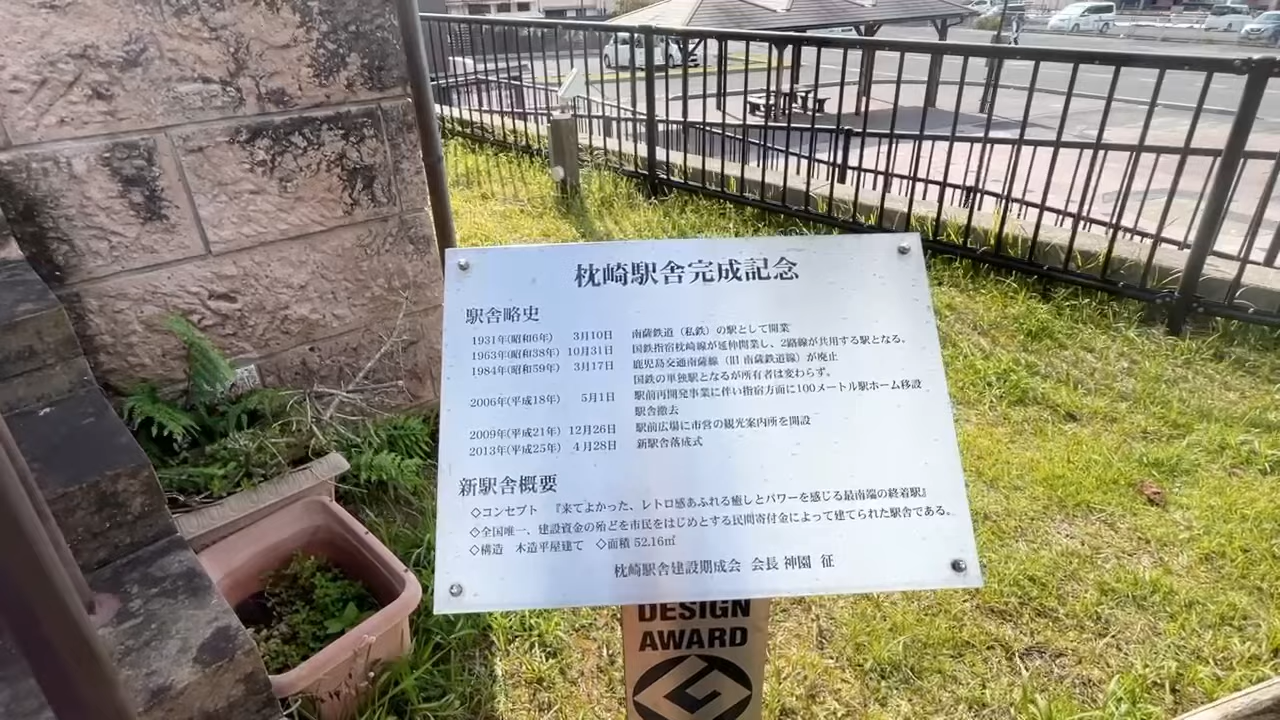 枕崎駅舎完成記念
駅舎略史
1931年(昭和6年) 3月10日 南薩鉄道（私鉄）の駅として開業
1963年(昭和38年) 10月31日 国鉄指宿枕崎線が延伸開業し、2路線が共用する駅となる。
1984年(昭和59年) 3月17日 鹿児島交通南薩線（旧 南薩鉄道線）が廃止
国鉄の単独駅となるが所有者は変わらず。
2006年(平成18年) 5月1日 駅前再開発事業に伴い指宿方面に100メートル駅ホーム移設
駅舎撤去
2009年(平成21年) 12月26日 駅前広場に市営の観光案内所を開設
2013年(平成25年) 4月28日 新駅舎落成式
新駅舎概要
◇コンセプト 『来てよかった、レトロ感あふれる癒しとパワーを感じる最南端の終着駅』
◇全国唯一、建設資金の殆どを市民をはじめとする民間寄付金によって建てられた駅舎である。
◇構造 木造平屋建て ◇面積 52.16㎡
枕崎駅舎建設期成会 会長 神園 征
DESIGN
AWARD